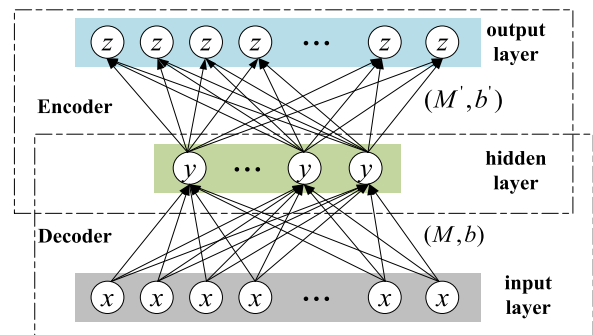 z z z z ... z z output
layer
Encoder (M', b')
y ... y y hidden
layer
Decoder (M, b)
x x x x ... x x input
layer